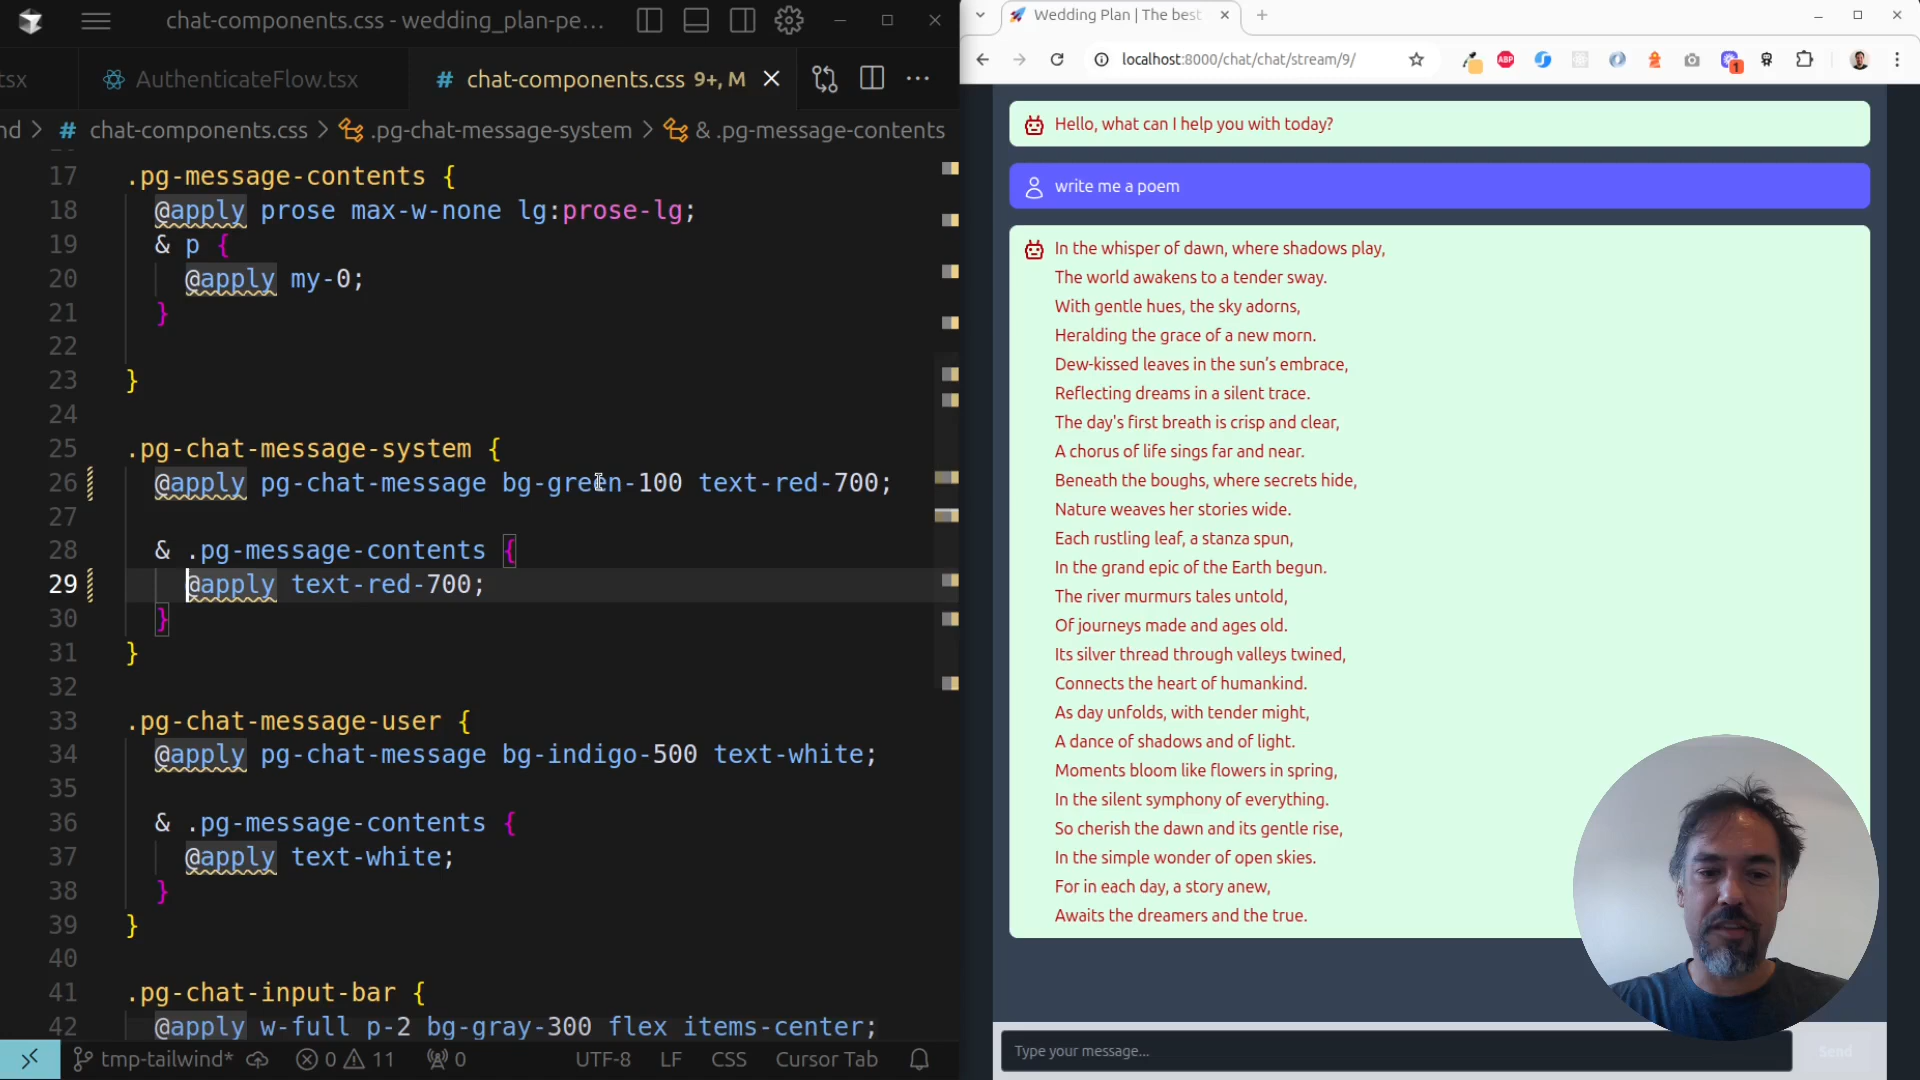 chat-components.css - wedding_plan-pe...
tsx
AuthenticateFlow.tsx
# chat-components.css 9+, M
nd > # chat-components.css > .pg-chat-message-system > & .pg-message-contents
17 .pg-message-contents {
18 @apply prose max-w-none lg:prose-lg;
19 & p {
20 @apply my-0;
21 }
22
23 }
24
25 .pg-chat-message-system {
26 @apply pg-chat-message bg-green-100 text-red-700;
27
28 & .pg-message-contents {
29 @apply text-red-700;
30 }
31 }
32
33 .pg-chat-message-user {
34 @apply pg-chat-message bg-indigo-500 text-white;
35
36 & .pg-message-contents {
37 @apply text-white;
38 }
39 }
40
41 .pg-chat-input-bar {
42 @apply w-full p-2 bg-gray-300 flex items-center;
tmp-tailwind* 0 11 0 UTF-8 LF CSS Cursor Tab
Wedding Plan | The best
localhost:8000/chat/chat/stream/9/
ABP
1
Hello, what can I help you with today?
write me a poem
In the whisper of dawn, where shadows play,
The world awakens to a tender sway.
With gentle hues, the sky adorns,
Heralding the grace of a new morn.
Dew-kissed leaves in the sun’s embrace,
Reflecting dreams in a silent trace.
The day's first breath is crisp and clear,
A chorus of life sings far and near.
Beneath the boughs, where secrets hide,
Nature weaves her stories wide.
Each rustling leaf, a stanza spun,
In the grand epic of the Earth begun.
The river murmurs tales untold,
Of journeys made and ages old.
Its silver thread through valleys twined,
Connects the heart of humankind.
As day unfolds, with tender might,
A dance of shadows and of light.
Moments bloom like flowers in spring,
In the silent symphony of everything.
So cherish the dawn and its gentle rise,
In the simple wonder of open skies.
For in each day, a story anew,
Awaits the dreamers and the true.
Type your message...
Send